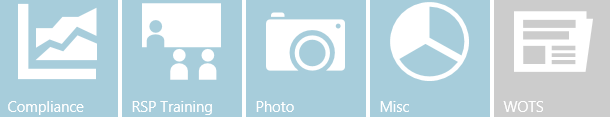 Compliance
RSP Training
Photo
Misc
WOTS